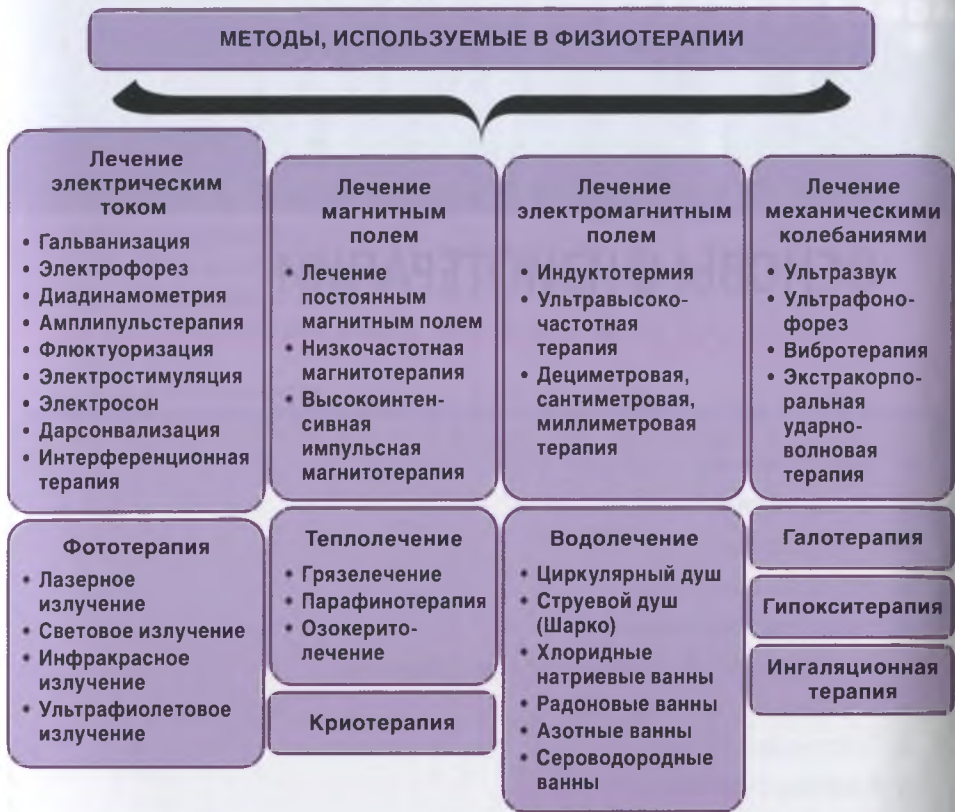 МЕТОДЫ, ИСПОЛЬЗУЕМЫЕ В ФИЗИОТЕРАПИИ
Лечение
электрическим
током
• Гальванизация
• Электрофорез
• Диадинамометрия
• Амплипульстерапия
• Флюктуоризация
• Электростимуляция
• Электросон
• Дарсонвализация
• Интерференционная
терапия
Лечение
магнитным
полем
• Лечение
постоянным
магнитным полем
• Низкочастотная
магнитотерапия
• Высокоинтен-
сивная
импульсная
магнитотерапия
Лечение
электромагнитным
полем
• Индуктотермия
• Ультравысоко-
частотная
терапия
• Дециметровая,
сантиметровая,
миллиметровая
терапия
Лечение
механическими
колебаниями
• Ультразвук
• Ультрафоно-
форез
• Вибротерапия
• Экстракорпо-
ральная
ударно-
волновая
терапия
Фототерапия
• Лазерное
излучение
• Световое излучение
• Инфракрасное
излучение
• Ультрафиолетовое
излучение
Теплолечение
• Грязелечение
• Парафинотерапия
• Озокерито-
лечение
Криотерапия
Водолечение
• Циркулярный душ
• Струевой душ
(Шарко)
• Хлоридные
натриевые ванны
• Радоновые ванны
• Азотные ванны
• Сероводородные
ванны
Галотерапия
Гипокситерапия
Ингаляционная
терапия